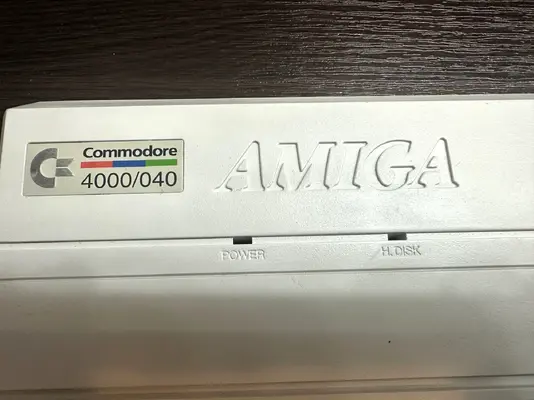 Commodore
4000/040
AMIGA
POWER
H.DISK